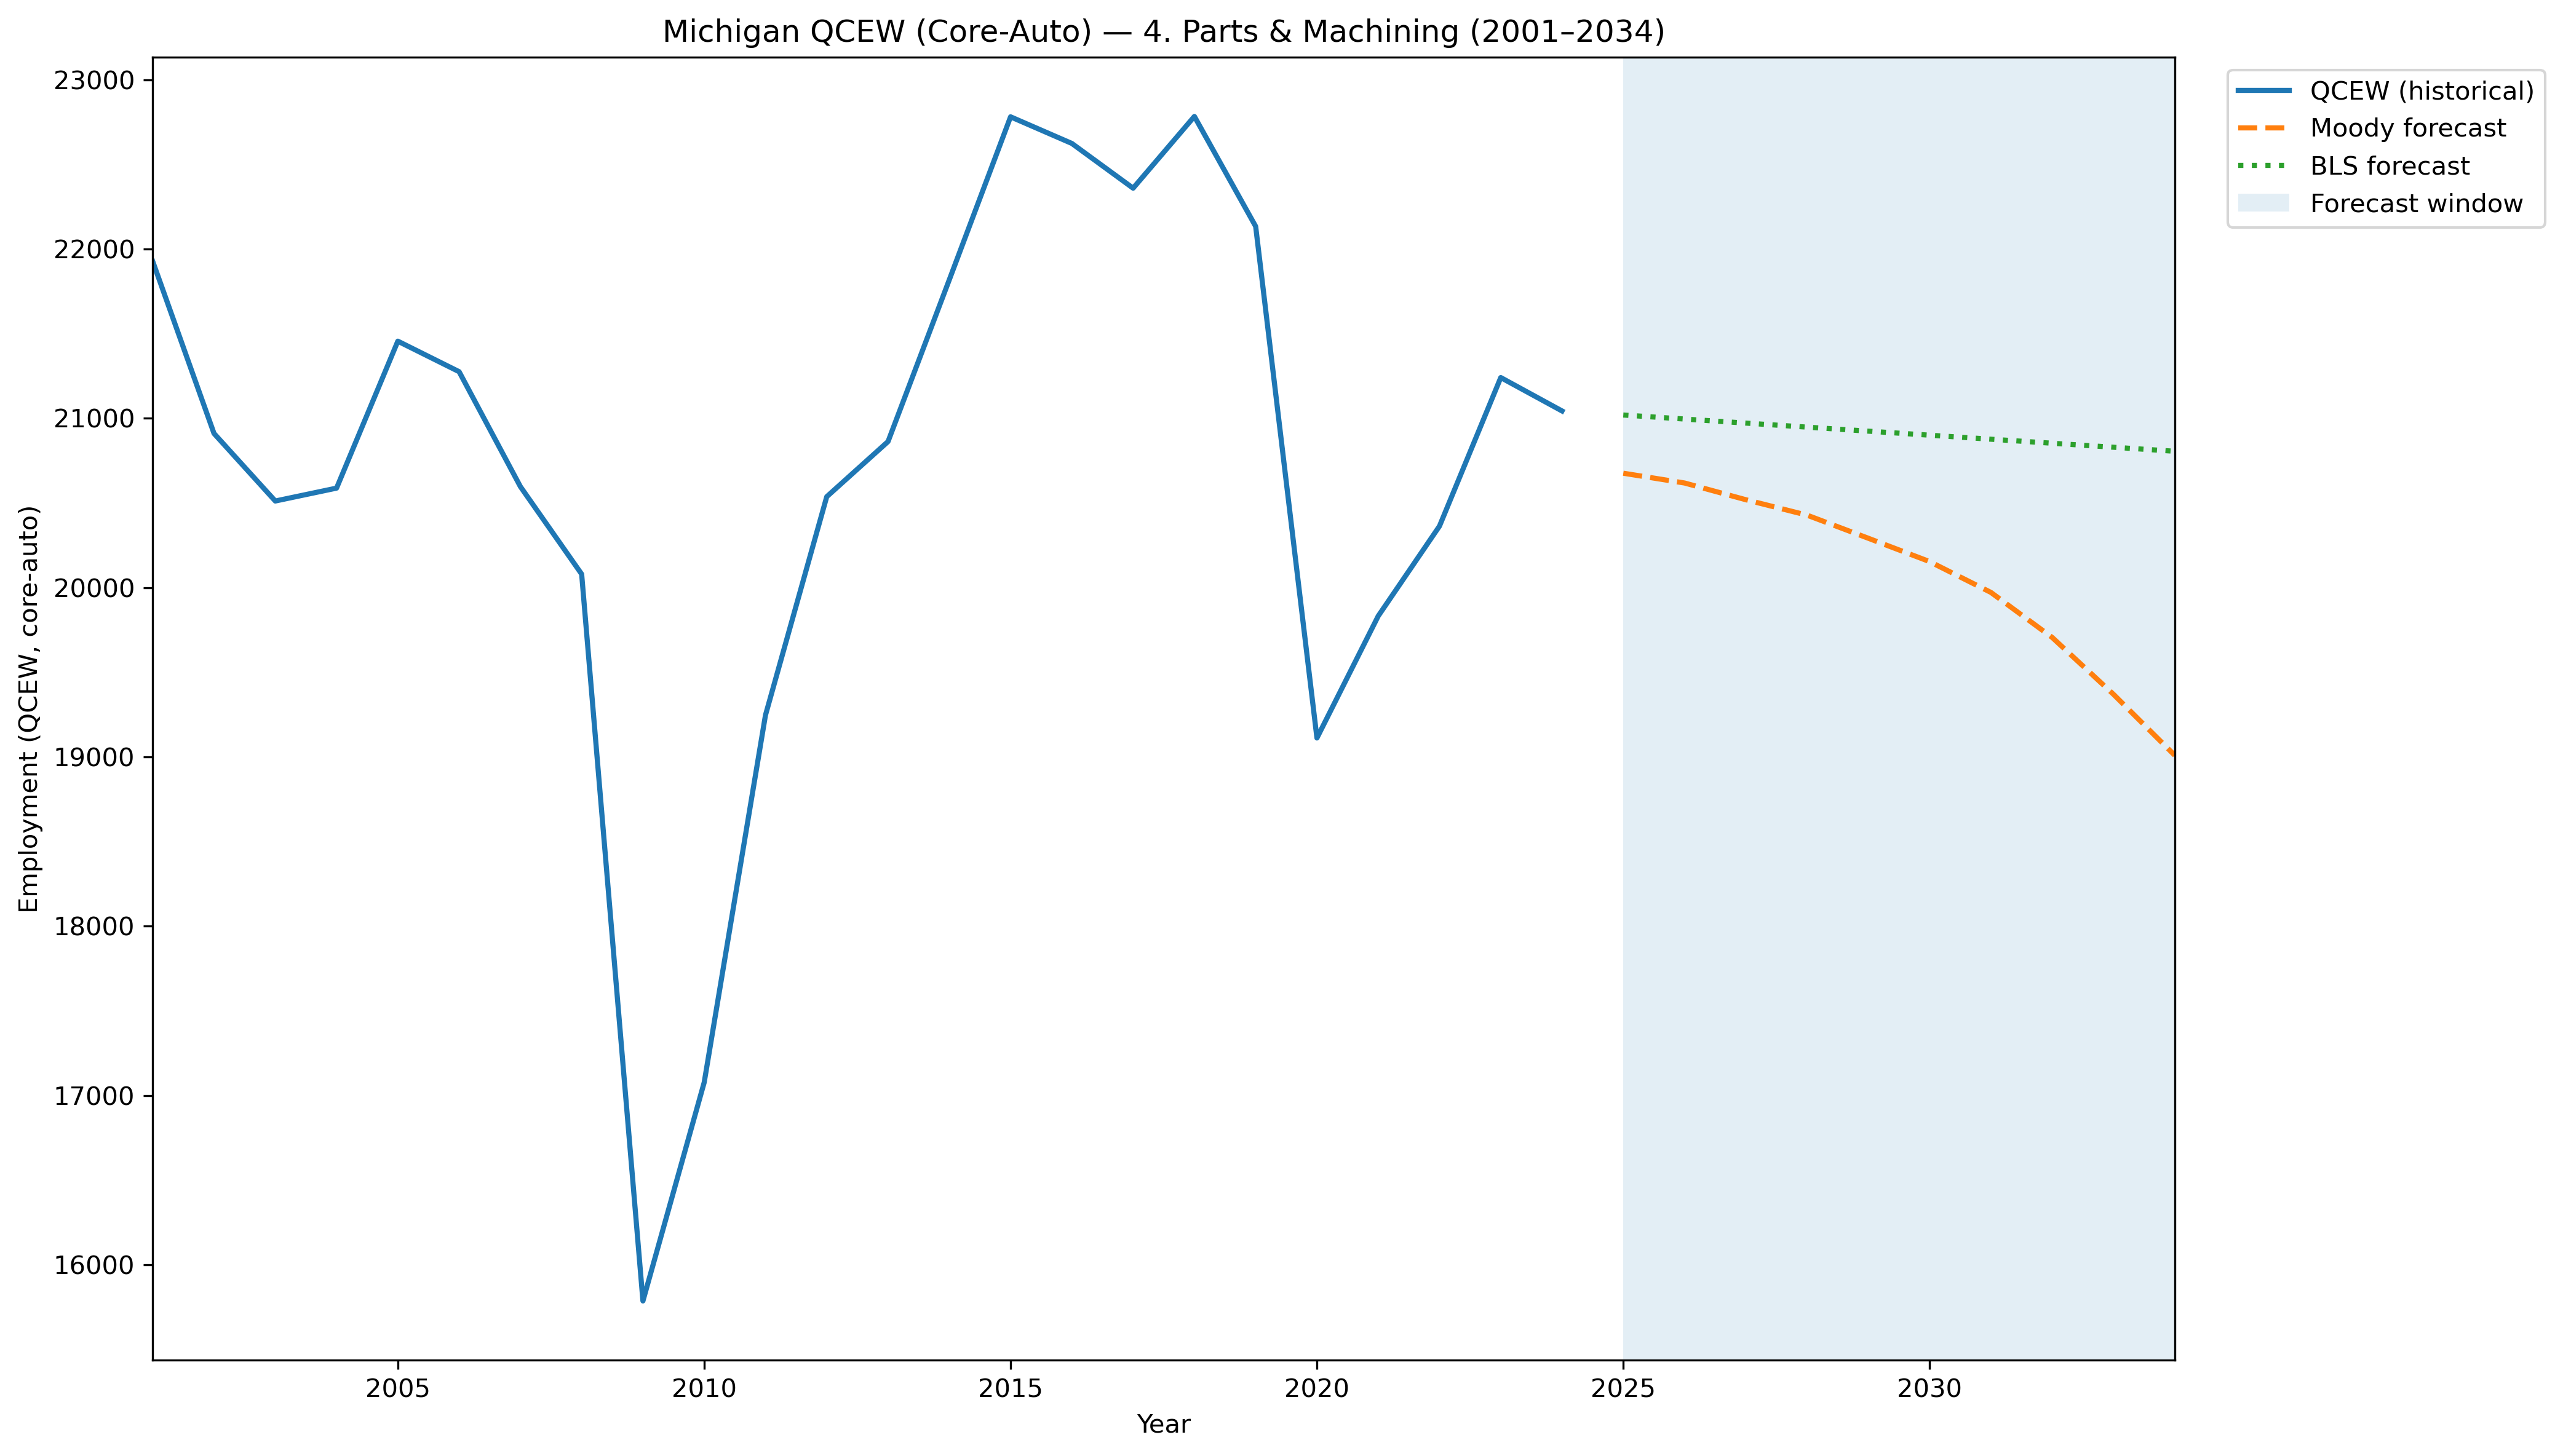 Michigan QCEW (Core-Auto) — 4. Parts & Machining (2001–2034)
Employment (QCEW, core-auto)
23000
22000
21000
20000
19000
18000
17000
16000
2005
2010
2015
2020
2025
2030
Year
QCEW (historical)
Moody forecast
BLS forecast
Forecast window